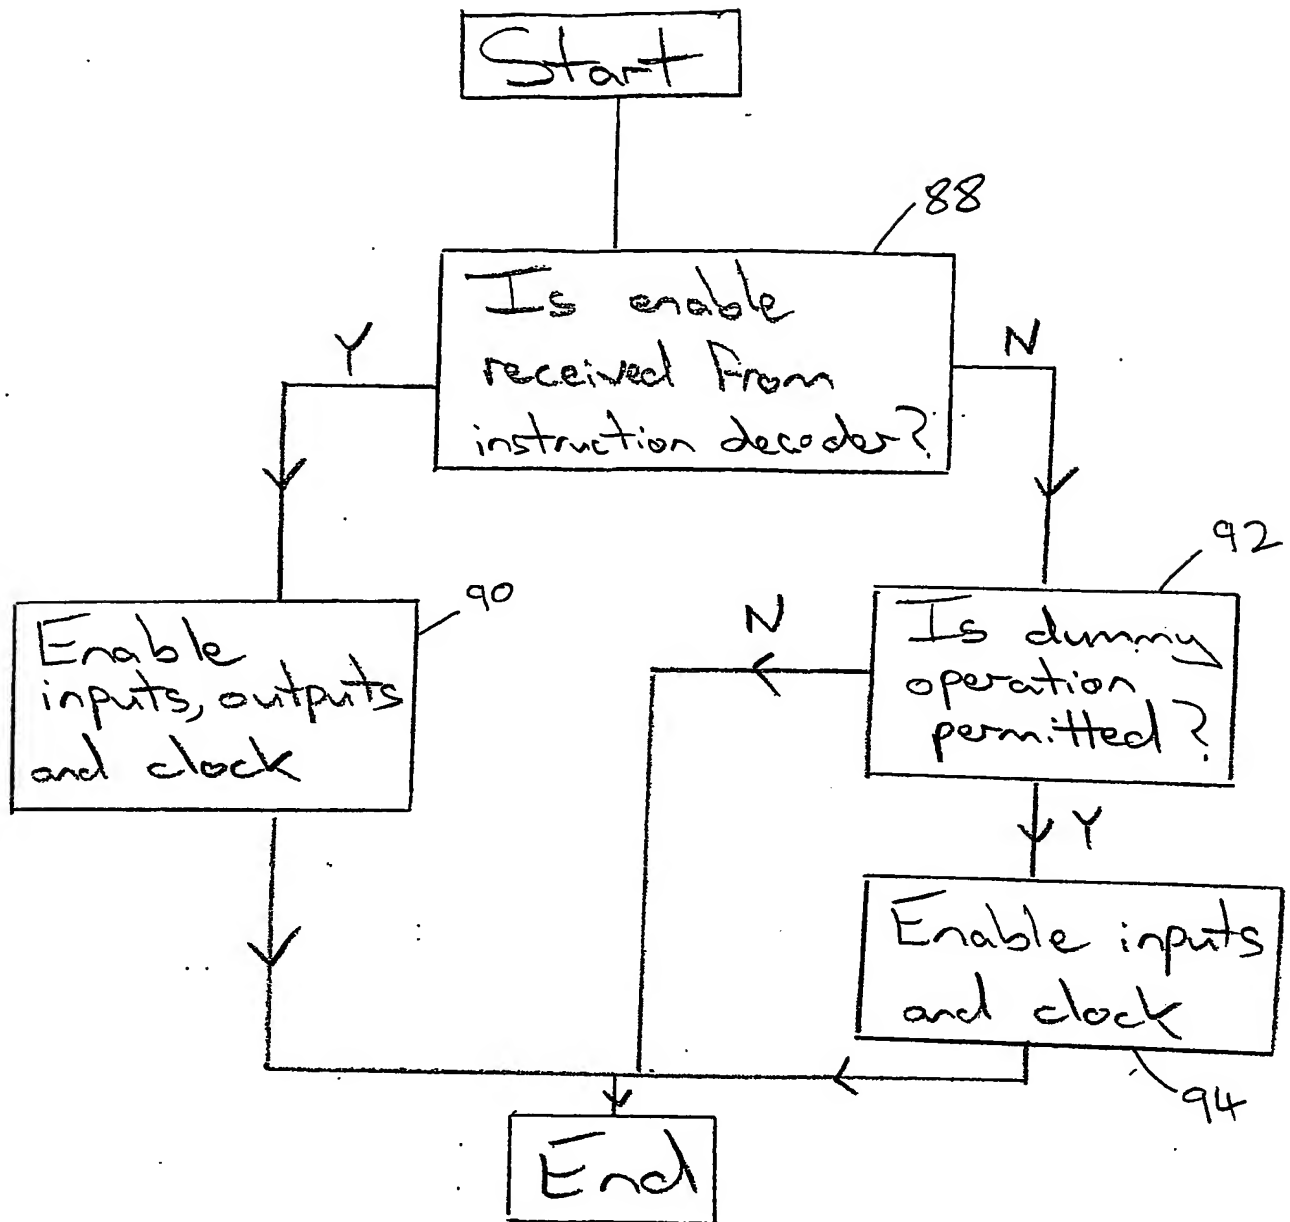 Start
88
Is enable
received from
instruction decoder?
Y
N
92
90
Enable
inputs, outputs
and clock
N
Is dummy
operation
permitted?
Y
Enable inputs
and clock
94
End